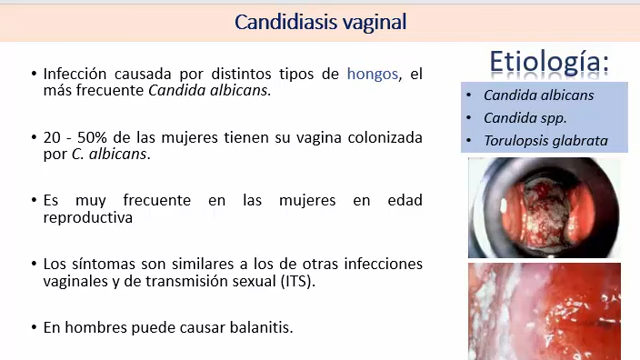 Candidiasis vaginal
• Infección causada por distintos tipos de hongos, el
más frecuente Candida albicans.
• 20 - 50% de las mujeres tienen su vagina colonizada
por C. albicans.
• Es muy frecuente en las mujeres en edad
reproductiva
• Los síntomas son similares a los de otras infecciones
vaginales y de transmisión sexual (ITS).
• En hombres puede causar balanitis.
Etiología:
• Candida albicans
• Candida spp.
• Torulopsis glabrata